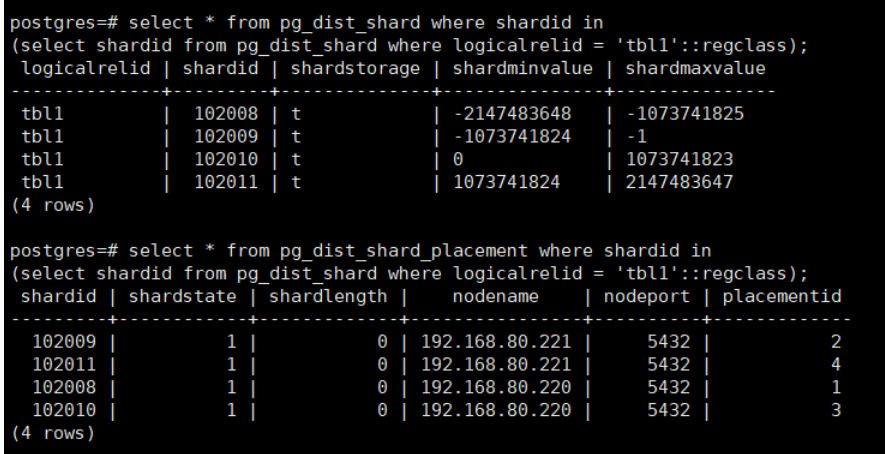 postgres=# select * from pg_dist_shard where shardid in
(select shardid from pg_dist_shard where logicalrelid = 'tbl1'::regclass);
 logicalrelid | shardid | shardstorage | shardminvalue | shardmaxvalue
--------------+---------+--------------+---------------+---------------
 tbl1         |  102008 | t            | -2147483648   | -1073741825
 tbl1         |  102009 | t            | -1073741824   | -1
 tbl1         |  102010 | t            | 0             | 1073741823
 tbl1         |  102011 | t            | 1073741824    | 2147483647
(4 rows)

postgres=# select * from pg_dist_shard_placement where shardid in
(select shardid from pg_dist_shard where logicalrelid = 'tbl1'::regclass);
 shardid | shardstate | shardlength |    nodename    | nodeport | placementid
---------+------------+-------------+----------------+----------+-------------
  102009 |          1 |           0 | 192.168.80.221 |     5432 |           2
  102011 |          1 |           0 | 192.168.80.221 |     5432 |           4
  102008 |          1 |           0 | 192.168.80.220 |     5432 |           1
  102010 |          1 |           0 | 192.168.80.220 |     5432 |           3
(4 rows)